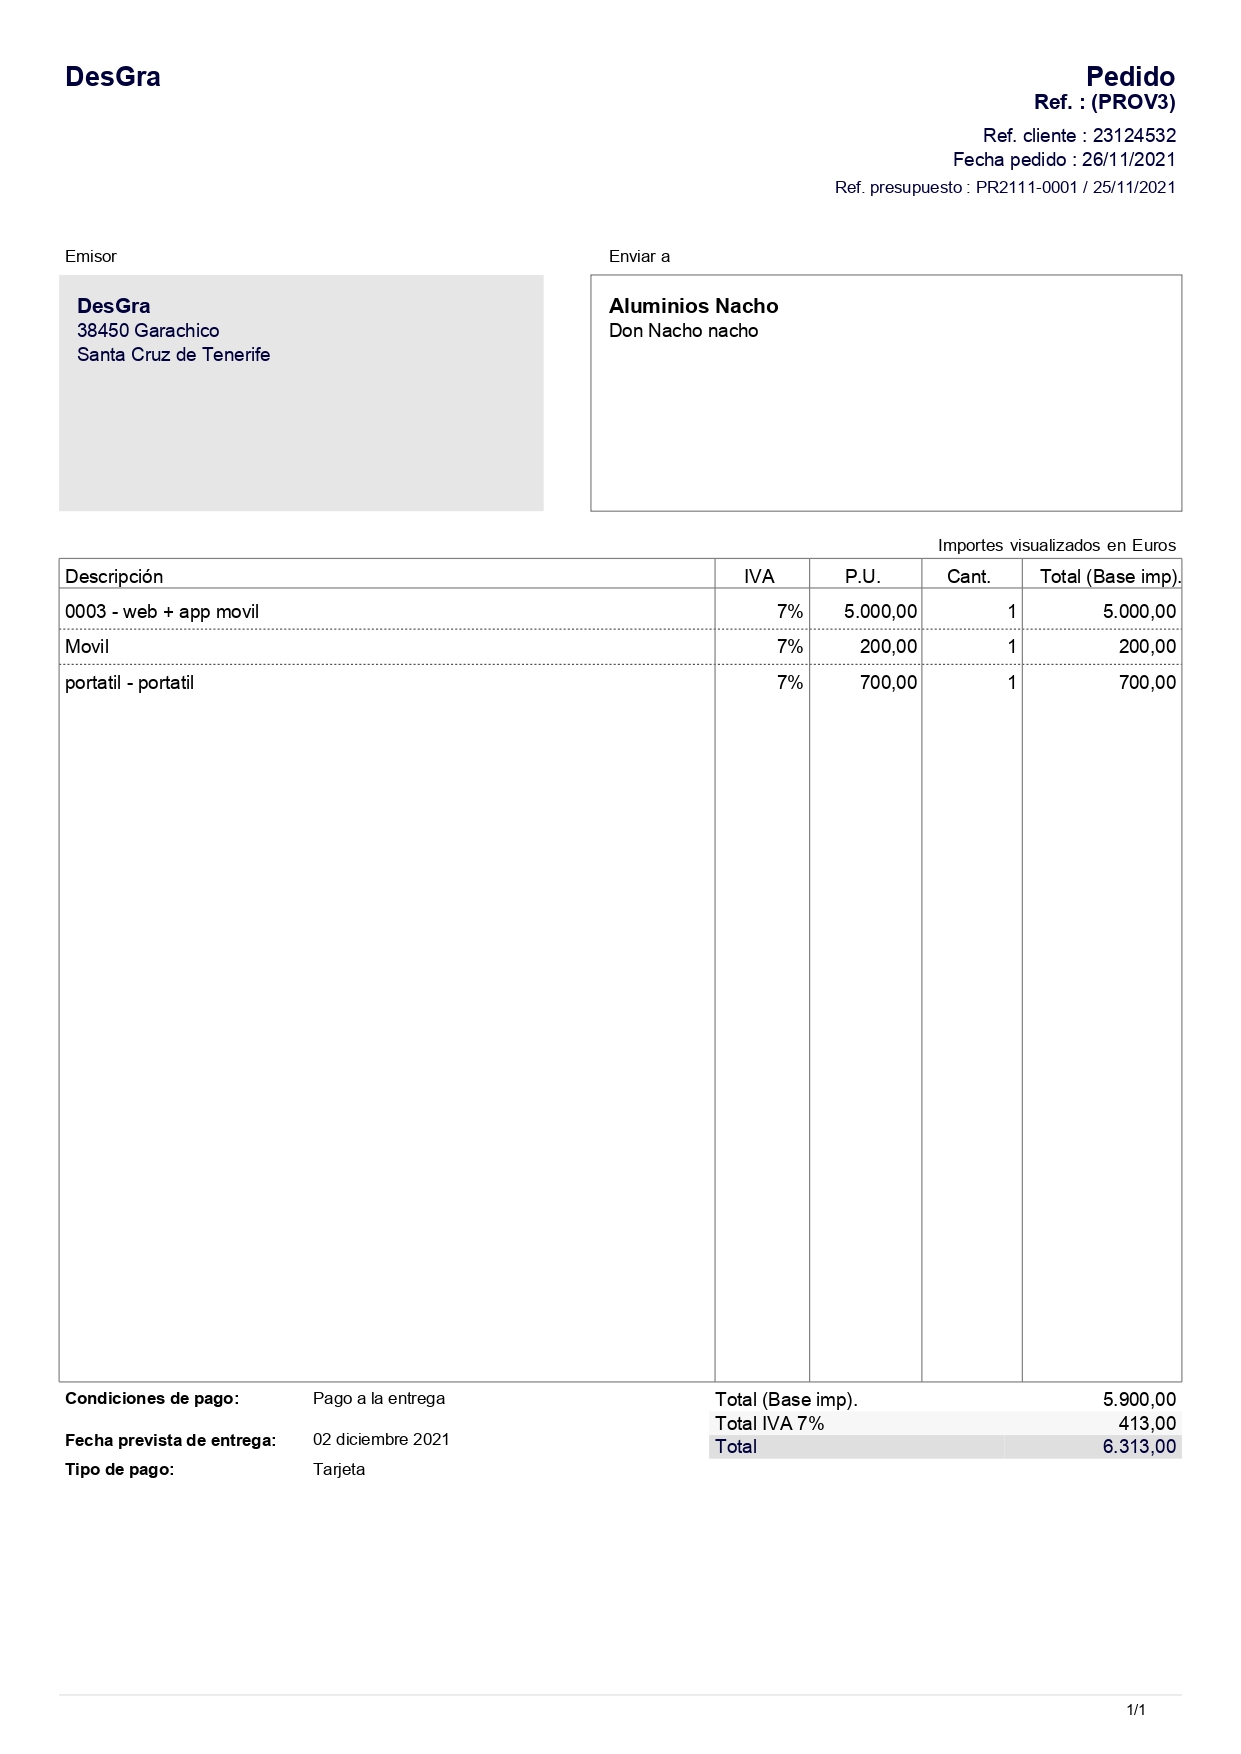 DesGra
Pedido
Ref. : (PROV3)
Ref. cliente : 23124532
Fecha pedido : 26/11/2021
Ref. presupuesto : PR2111-0001 / 25/11/2021
Emisor
DesGra
38450 Garachico
Santa Cruz de Tenerife
Enviar a
Aluminios Nacho
Don Nacho nacho
Importes visualizados en Euros
Descripción IVA P.U. Cant. Total (Base imp).
0003 - web + app movil 7% 5.000,00 1 5.000,00
Movil 7% 200,00 1 200,00
portatil - portatil 7% 700,00 1 700,00
Condiciones de pago: Pago a la entrega
Fecha prevista de entrega: 02 diciembre 2021
Tipo de pago: Tarjeta
Total (Base imp). 5.900,00
Total IVA 7% 413,00
Total 6.313,00
1/1